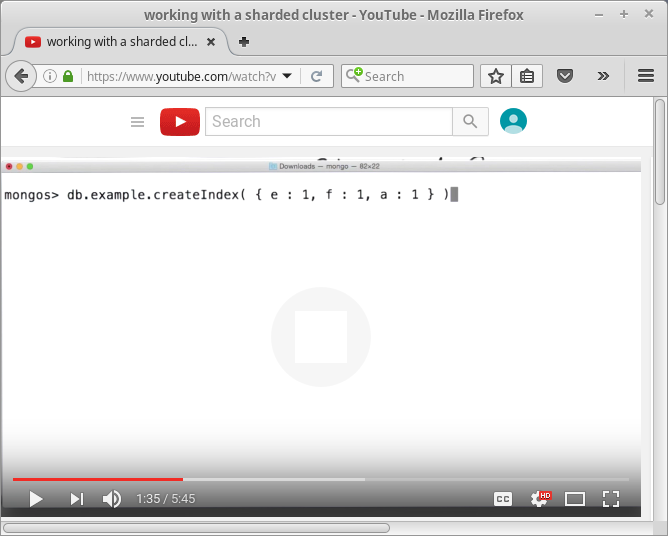 working with a sharded cluster - YouTube - Mozilla Firefox
working with a sharded cl...
https://www.youtube.com/watch?v
Search
Search
Downloads — mongo — 82×22
mongos> db.example.createIndex( { e : 1, f : 1, a : 1 } )
1:35 / 5:45
CC
HD